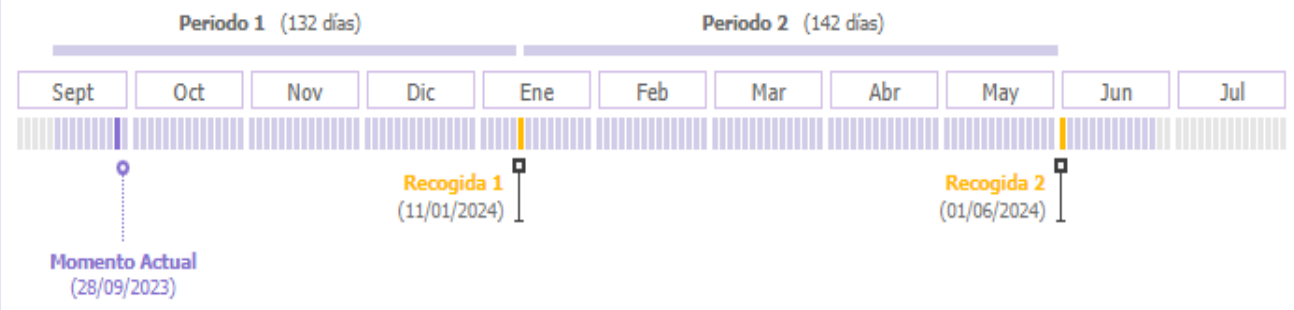 Periodo 1 (132 días) Periodo 2 (142 días)
Sept Oct Nov Dic Ene Feb Mar Abr May Jun Jul
Recogida 1 Recogida 2
(11/01/2024) (01/06/2024)
Momento Actual
(28/09/2023)